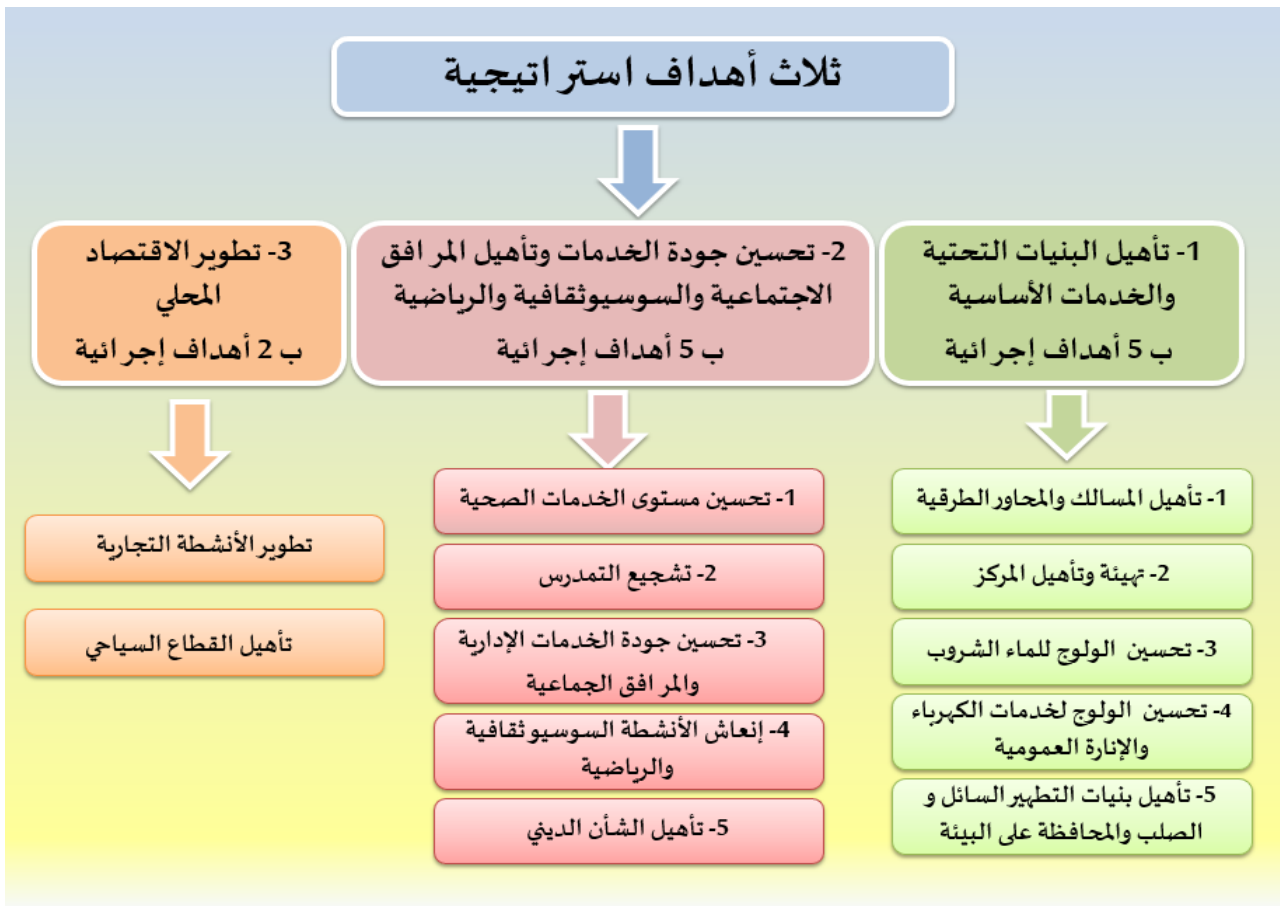 ثلاث أهداف استراتيجية
1- تأهيل البنيات التحتية
والخدمات الأساسية
ب 5 أهداف إجرائية
2- تحسين جودة الخدمات وتأهيل المرافق
الاجتماعية والسوسيوثقافية والرياضية
ب 5 أهداف إجرائية
3- تطوير الاقتصاد
المحلي
ب 2 أهداف إجرائية
1- تأهيل المسالك والمحاور الطرقية
2- تهيئة وتأهيل المركز
3- تحسين الولوج للماء الشروب
4- تحسين الولوج لخدمات الكهرباء
والإنارة العمومية
5- تأهيل بنيات التطهير السائل و
الصلب والمحافظة على البيئة
1- تحسين مستوى الخدمات الصحية
2- تشجيع التمدرس
3- تحسين جودة الخدمات الإدارية
والمرافق الجماعية
4- إنعاش الأنشطة السوسيوثقافية
والرياضية
5- تأهيل الشأن الديني
تطوير الأنشطة التجارية
تأهيل القطاع السياحي